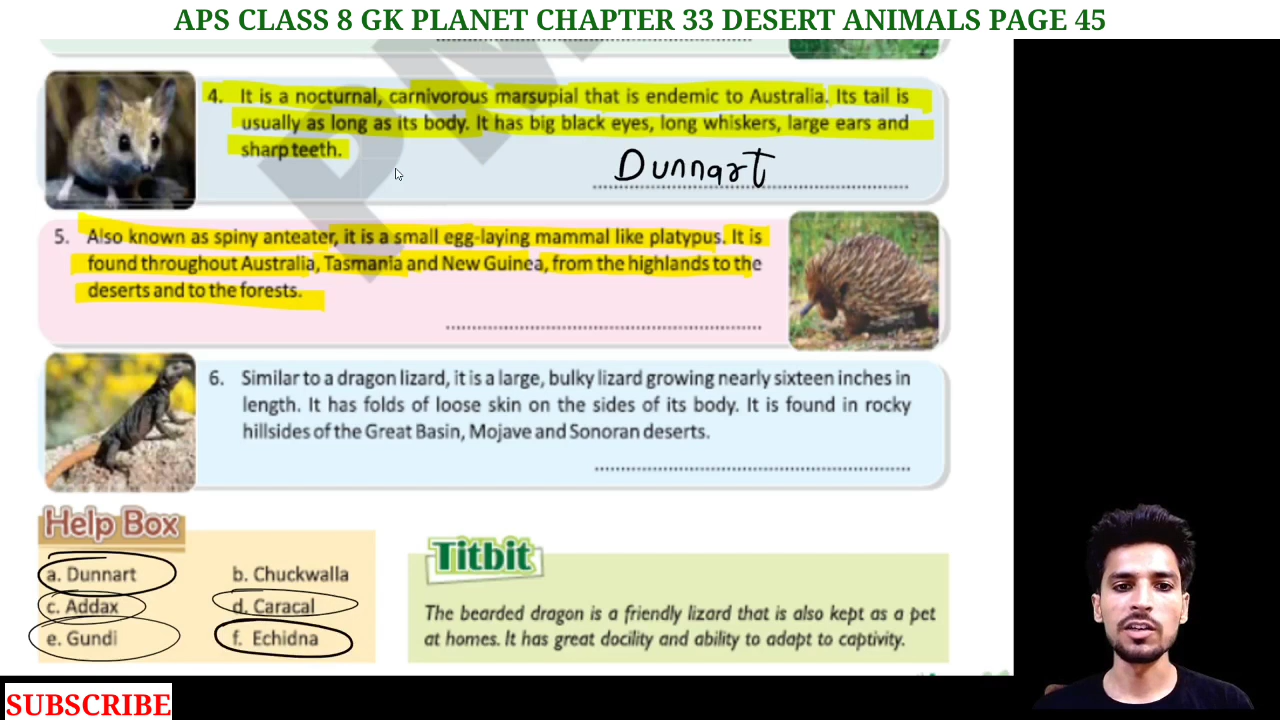 APS CLASS 8 GK PLANET CHAPTER 33 DESERT ANIMALS PAGE 45
4. It is a nocturnal, carnivorous marsupial that is endemic to Australia. Its tail is
usually as long as its body. It has big black eyes, long whiskers, large ears and
sharp teeth.
Dunnart
5. Also known as spiny anteater, it is a small egg-laying mammal like platypus. It is
found throughout Australia, Tasmania and New Guinea, from the highlands to the
deserts and to the forests.
6. Similar to a dragon lizard, it is a large, bulky lizard growing nearly sixteen inches in
length. It has folds of loose skin on the sides of its body. It is found in rocky
hillsides of the Great Basin, Mojave and Sonoran deserts.
Help Box
a. Dunnart b. Chuckwalla
c. Addax d. Caracal
e. Gundi f. Echidna
Titbit
The bearded dragon is a friendly lizard that is also kept as a pet
at homes. It has great docility and ability to adapt to captivity.
SUBSCRIBE